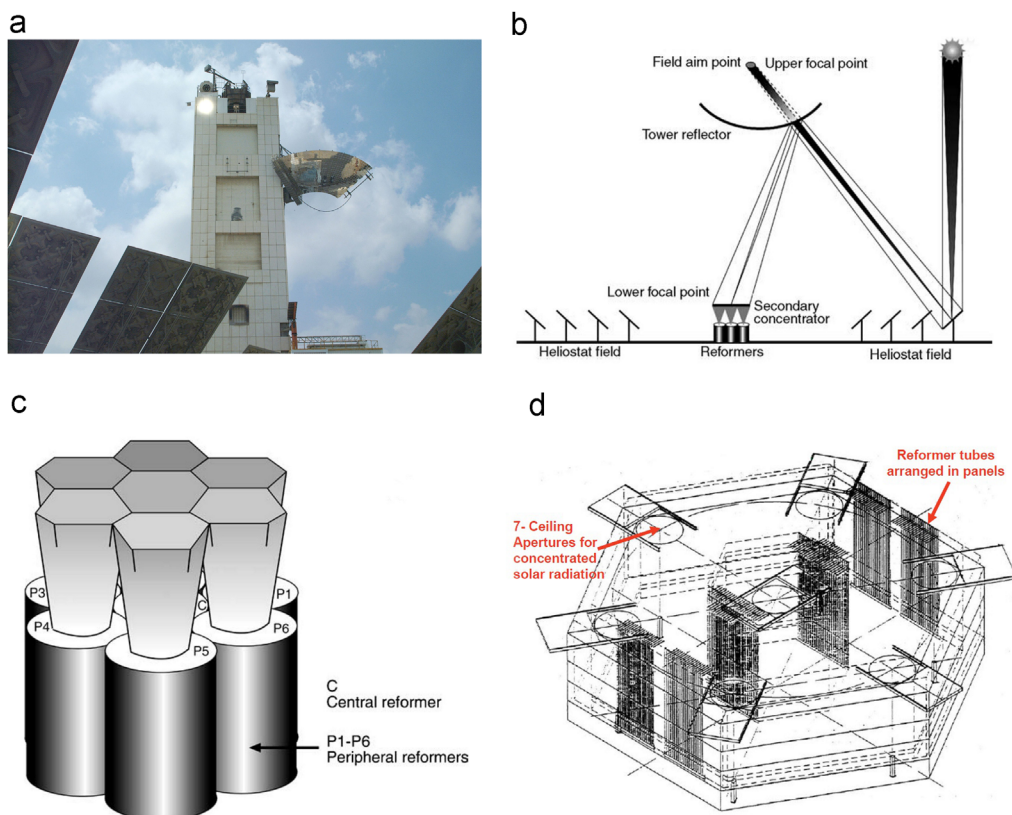 a
b
Field aim point
Upper focal point
Tower reflector
Lower focal point
Secondary
concentrator
Heliostat field
Reformers
Heliostat field
c
P3
C
P1
P4
P6
P5
C
Central reformer
P1-P6
Peripheral reformers
d
Reformer tubes
arranged in panels
7- Ceiling
Apertures for
concentrated
solar radiation